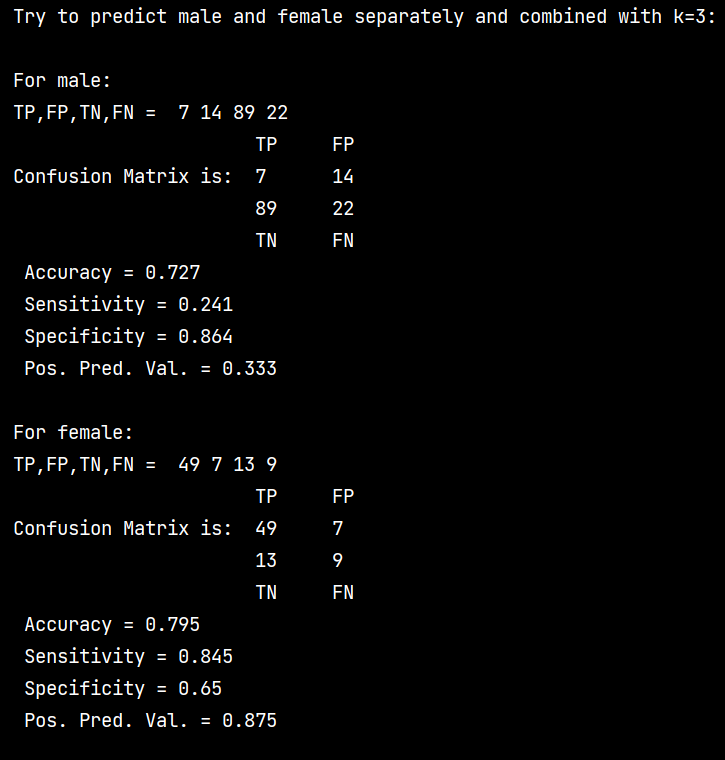 Try to predict male and female separately and combined with k=3:
For male:
TP,FP,TN,FN =  7 14 89 22
TP     FP
Confusion Matrix is:  7      14
89     22
TN     FN
Accuracy = 0.727
Sensitivity = 0.241
Specificity = 0.864
Pos. Pred. Val. = 0.333
For female:
TP,FP,TN,FN =  49 7 13 9
TP     FP
Confusion Matrix is:  49     7
13     9
TN     FN
Accuracy = 0.795
Sensitivity = 0.845
Specificity = 0.65
Pos. Pred. Val. = 0.875